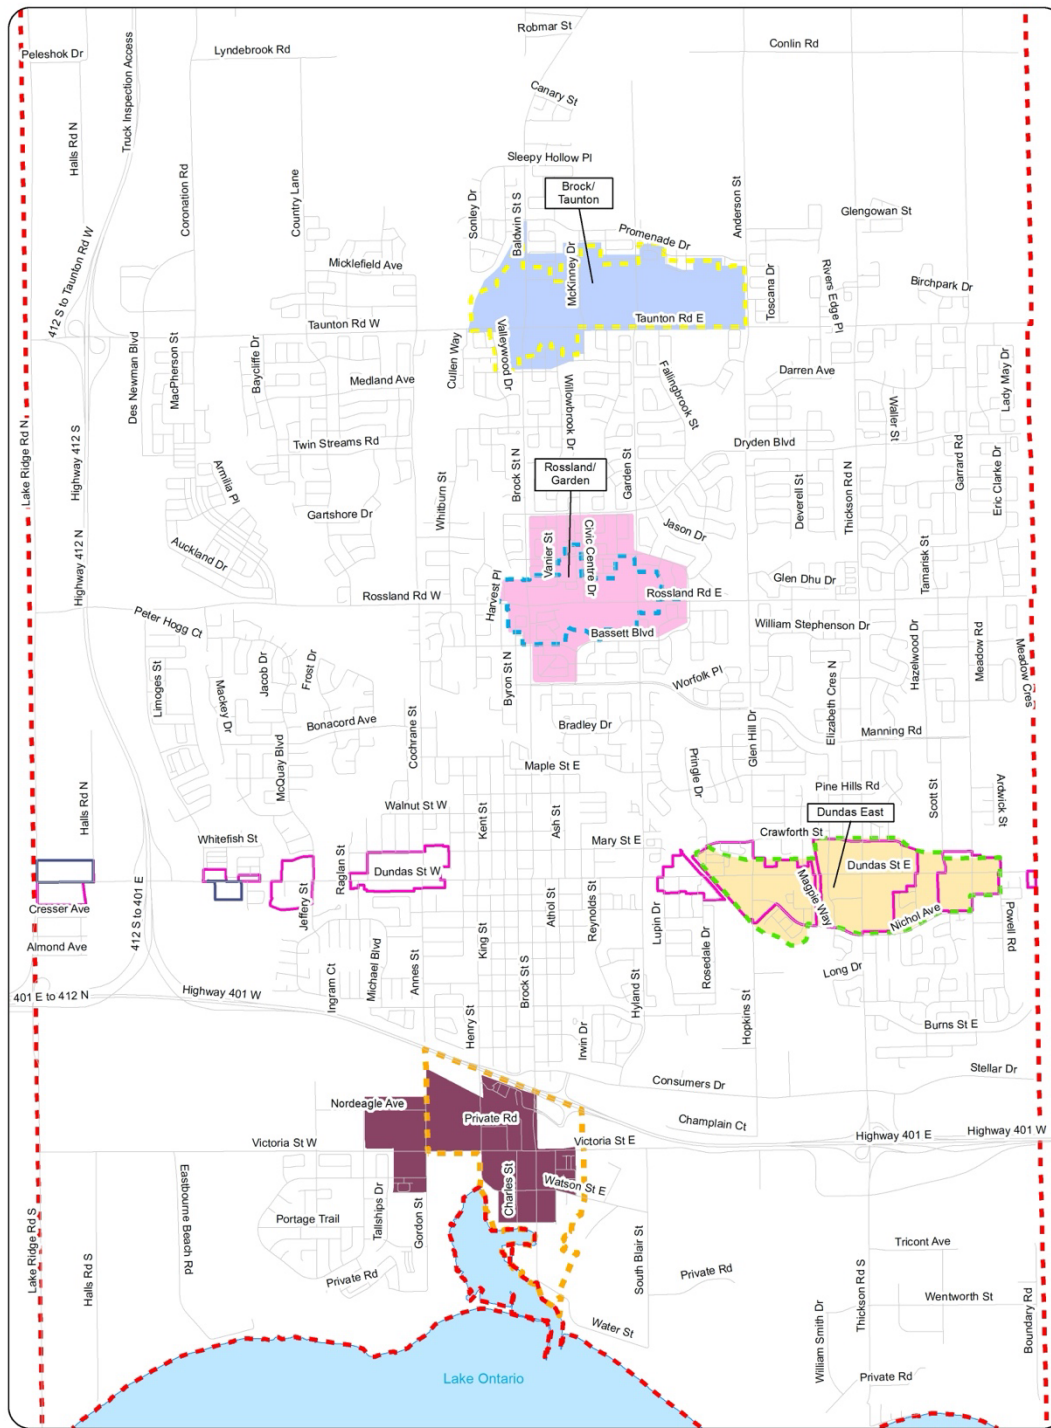 Robmar St
Peleshok Dr
Lyndebrook Rd
Conlin Rd
Truck Inspection Access
Canary St
Halls Rd N
Sleepy Hollow Pl
Coronation Rd
Country Lane
Sonley Dr
Baldwin St S
Brock/
Taunton
Anderson St
Glengowan St
Promenade Dr
412 S to Taunton Rd W
Micklefield Ave
McKinney Dr
Toscana Dr
Rivers Edge Pl
Birchpark Dr
Taunton Rd W
Taunton Rd E
Des Newman Blvd
MacPherson St
Baycliffe Dr
Cullen Way
Valleywood Dr
Medland Ave
Willowbrook Dr
Fallingbrook St
Darren Ave
Waller St
Lady May Dr
Lake Ridge Rd N
Highway 412 S
Twin Streams Rd
Dryden Blvd
Brock St N
Rossland/
Garden
Garden St
Garrard Rd
Eric Clarke Dr
Armilia Pl
Whitburn St
Deverell St
Thickson Rd N
Gartshore Dr
Jason Dr
Vanier St
Civic Centre Dr
Highway 412 N
Auckland Dr
Tamarisk St
Glen Dhu Dr
Rossland Rd W
Harvest Pl
Rossland Rd E
Peter Hogg Ct
Bassett Blvd
William Stephenson Dr
Limoges St
Mackey Dr
Jacob Dr
Frost Dr
Byron St N
Worfolk Pl
Elizabeth Cres N
Hazelwood Dr
Meadow Rd
Meadow Cres
Bonacord Ave
Cochrane St
Bradley Dr
Glen Hill Dr
Manning Rd
McQuay Blvd
Maple St E
Pringle Dr
Pine Hills Rd
Scott St
Ardwick St
Halls Rd N
Walnut St W
Kent St
Ash St
Dundas East
Whitefish St
Mary St E
Crawforth St
Raglan St
Dundas St W
Dundas St E
Jeffery St
Magpie Way
Cresser Ave
Athol St
Reynolds St
Nichol Ave
Lupin Dr
Almond Ave
412 S to 401 E
King St
Rosedale Dr
Powell Rd
Michael Blvd
Annes St
Long Dr
401 E to 412 N
Highway 401 W
Ingram Ct
Brock St S
Hyland St
Hopkins St
Henry St
Irwin Dr
Burns St E
Stellar Dr
Consumers Dr
Nordeagle Ave
Private Rd
Champlain Ct
Victoria St W
Victoria St E
Highway 401 E
Highway 401 W
Eastbourne Beach Rd
Charles St
Watson St E
Tallships Dr
Gordon St
Lake Ridge Rd S
Portage Trail
South Blair St
Tricont Ave
Halls Rd S
Private Rd
Private Rd
Thickson Rd S
Wentworth St
Boundary Rd
Water St
William Smith Dr
Lake Ontario
Private Rd